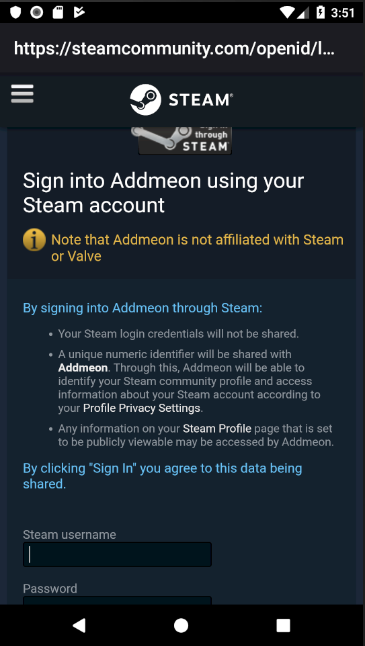 3:51
https://steamcommunity.com/openid/l...
STEAM®
through
STEAM
Sign into Addmeon using your
Steam account
Note that Addmeon is not affiliated with Steam
or Valve
By signing into Addmeon through Steam:
• Your Steam login credentials will not be shared.
• A unique numeric identifier will be shared with
Addmeon. Through this, Addmeon will be able to
identify your Steam community profile and access
information about your Steam account according to
your Profile Privacy Settings.
• Any information on your Steam Profile page that is set
to be publicly viewable may be accessed by Addmeon.
By clicking "Sign In" you agree to this data being
shared.
Steam username
Password